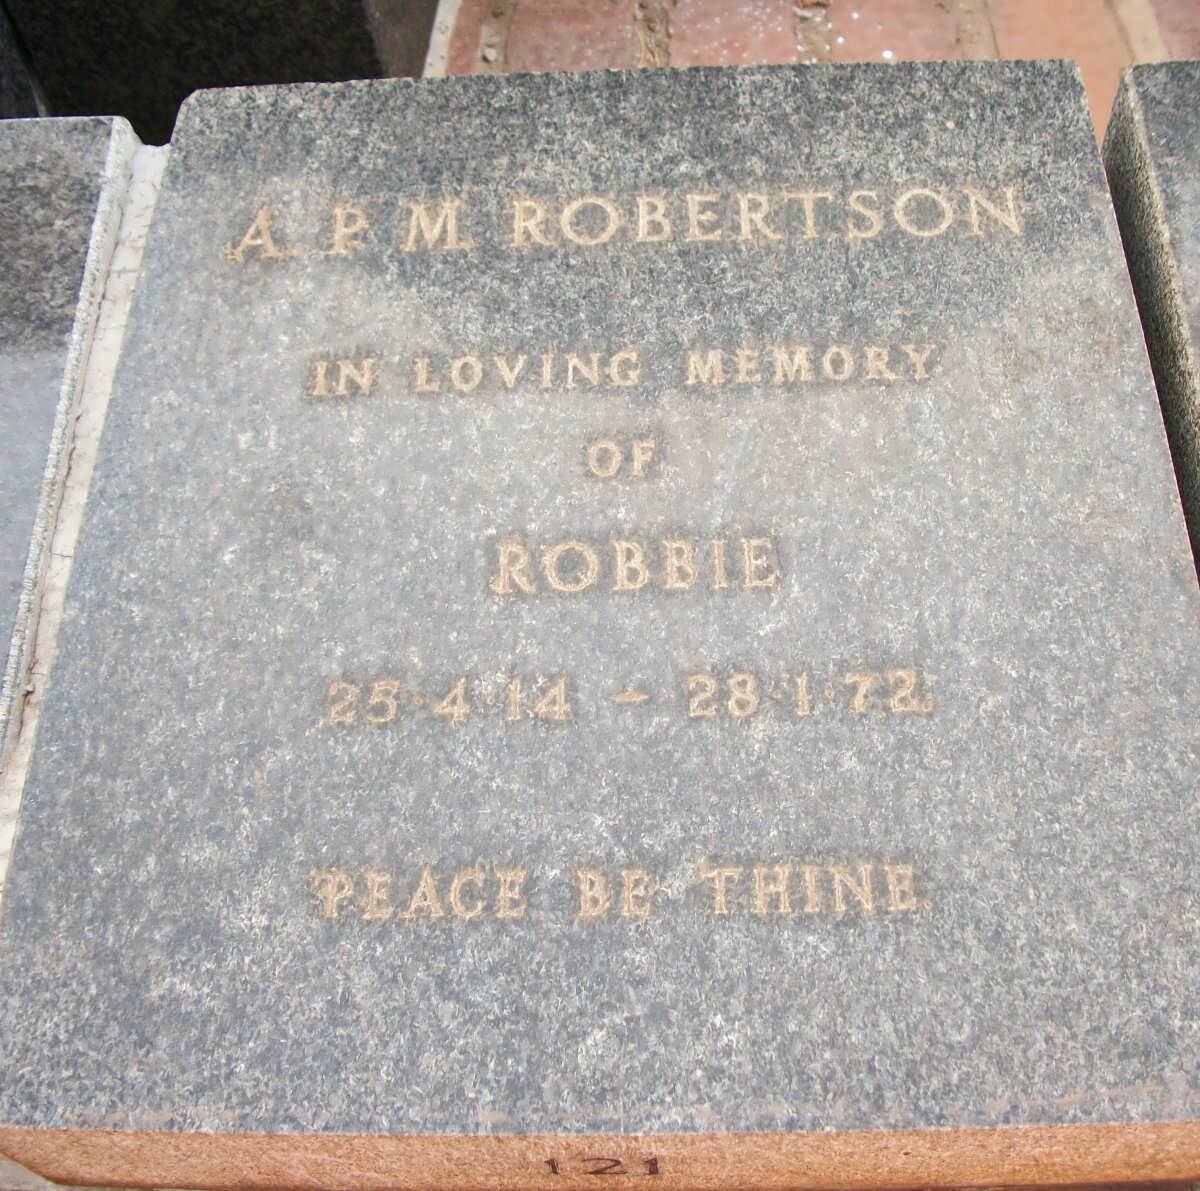 A. P. M. ROBERTSON
IN LOVING MEMORY
OF
ROBBIE
25·4·14 - 28·1·72.
PEACE BE THINE.
121